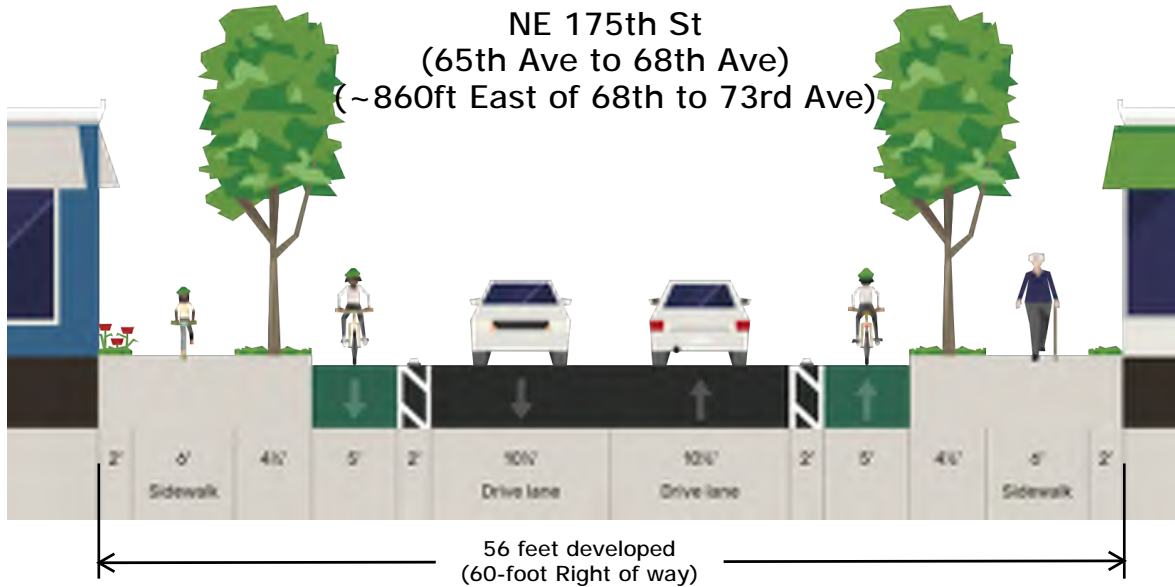 NE 175th St
(65th Ave to 68th Ave)
(~860ft East of 68th to 73rd Ave)
2' 6' 4½' 5' 2' 10½' 10½' 2' 5' 4½' 6' 2'
Sidewalk Drive lane Drive lane Sidewalk
56 feet developed
(60-foot Right of way)